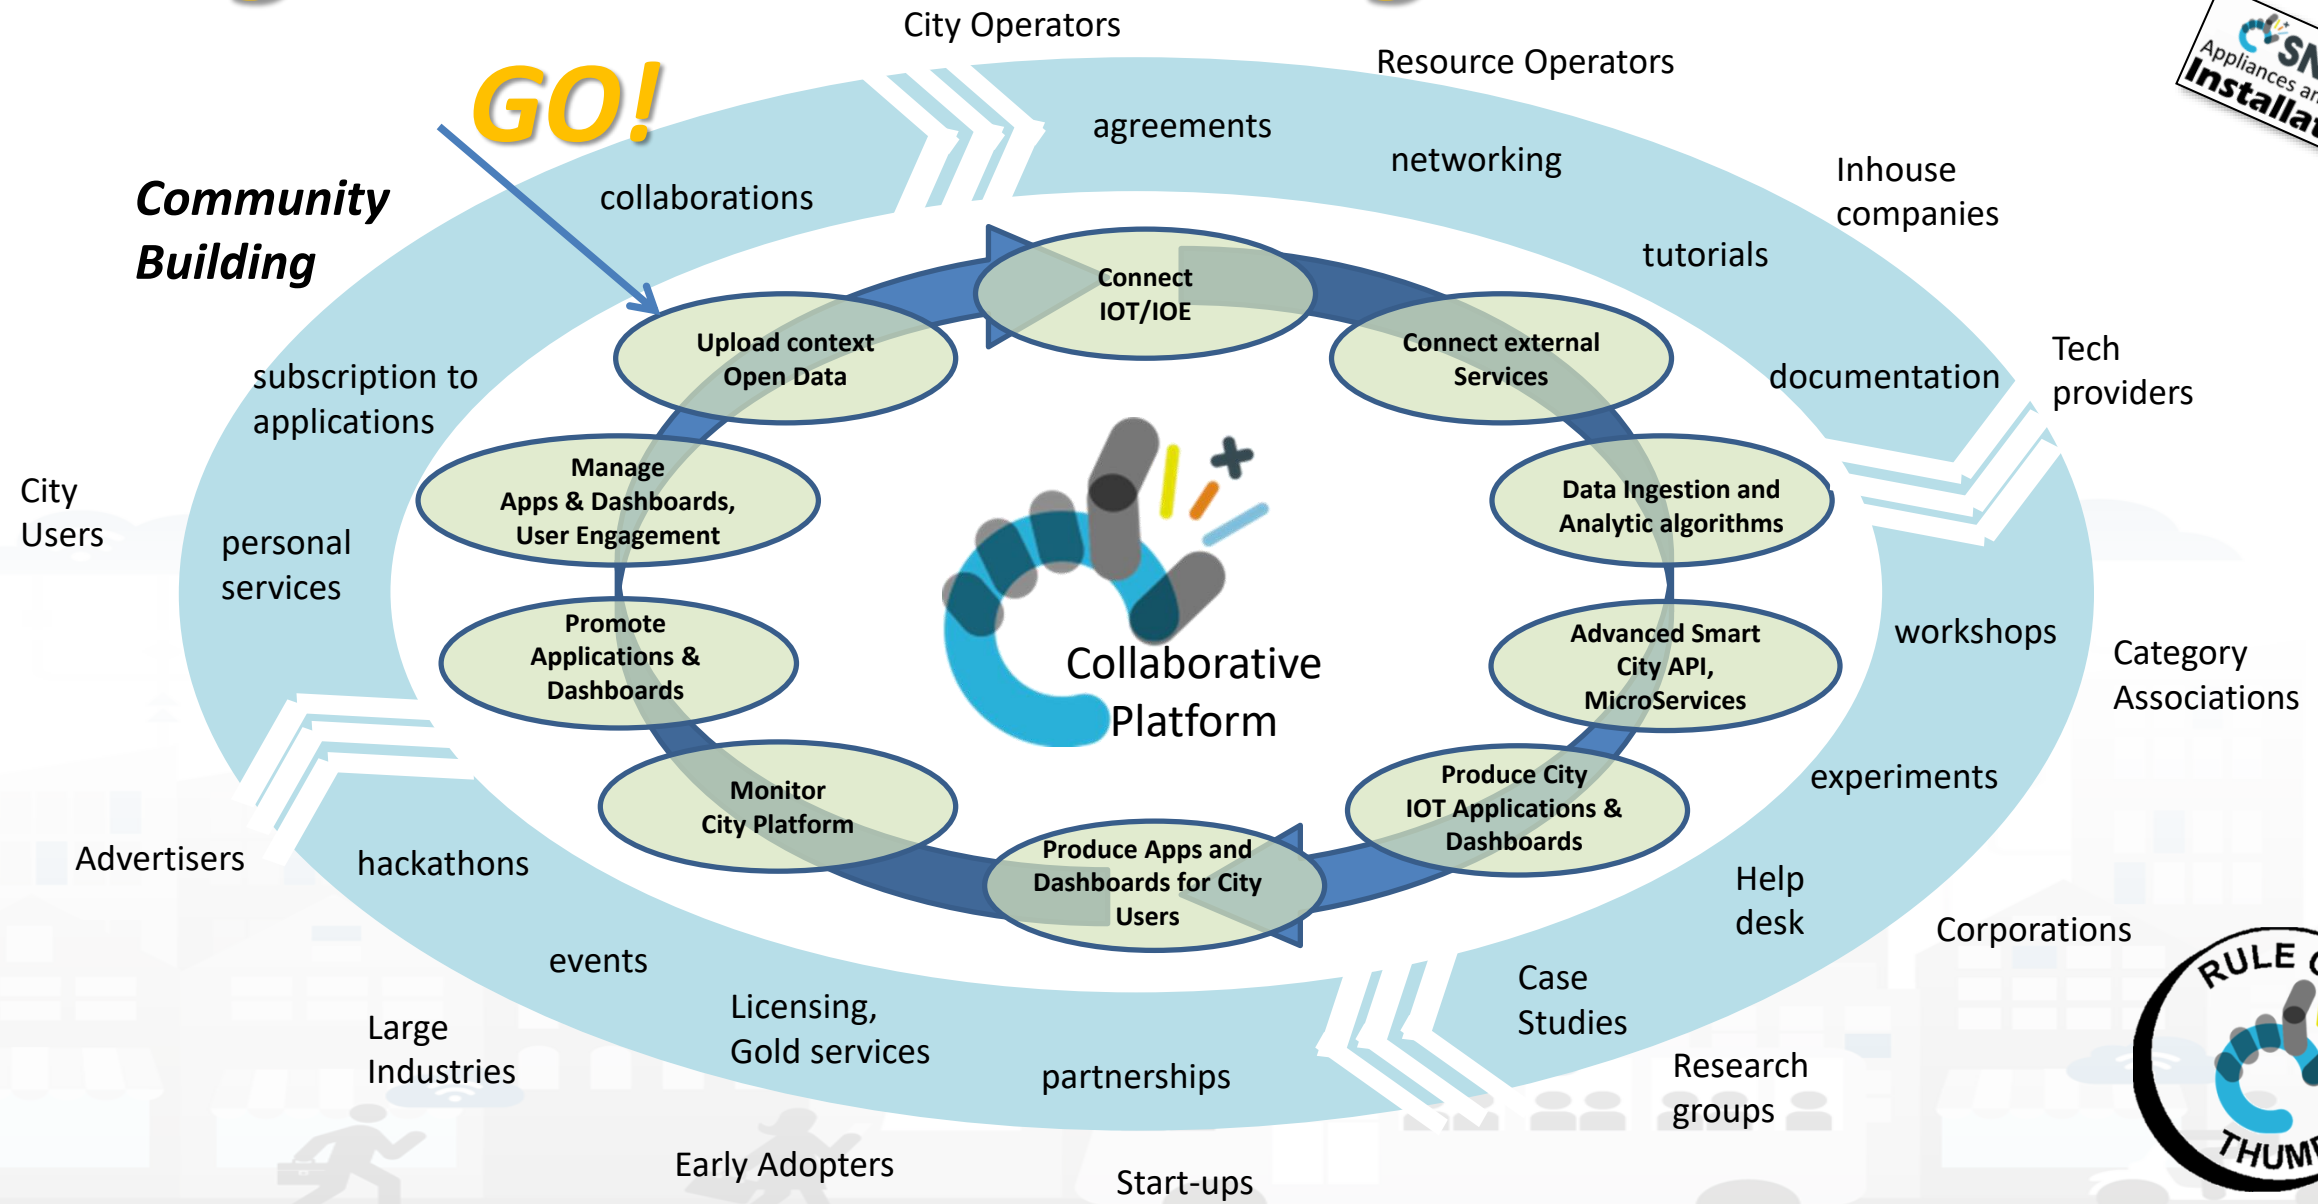 City Operators
Resource Operators
GO!
agreements
networking
Inhouse
companies
Community
Building
collaborations
tutorials
Connect
IOT/IOE
Upload context
Open Data
Connect external
Services
Tech
providers
documentation
subscription to
applications
Manage
Apps & Dashboards,
User Engagement
Data Ingestion and
Analytic algorithms
City
Users
personal
services
Promote
Applications &
Dashboards
Collaborative
Platform
Advanced Smart
City API,
MicroServices
workshops
Category
Associations
Monitor
City Platform
Produce City
IOT Applications &
Dashboards
experiments
Produce Apps and
Dashboards for City
Users
Advertisers
hackathons
Help
desk
Corporations
events
Case
Studies
Licensing,
Gold services
Large
Industries
partnerships
Research
groups
Early Adopters
Start-ups
Appliances
RULE